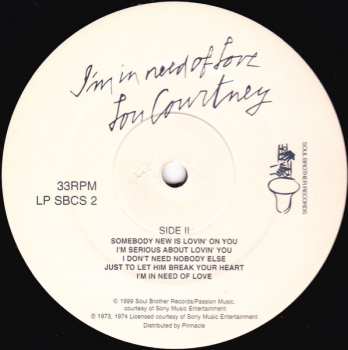 I'm in need of Love
Lou Courtney
SOUL BROTHER RECORDS
33RPM
LP SBCS 2
SIDE II
SOMEBODY NEW IS LOVIN' ON YOU
I'M SERIOUS ABOUT LOVIN' YOU
I DON'T NEED NOBODY ELSE
JUST TO LET HIM BREAK YOUR HEART
I'M IN NEED OF LOVE
© 1999 Soul Brother Records/Passion Music.
courtesy of Sony Music Entertainment
℗ 1973, 1974 Licensed courtesy of Sony Music Entertainment
Distributed by Pinnacle